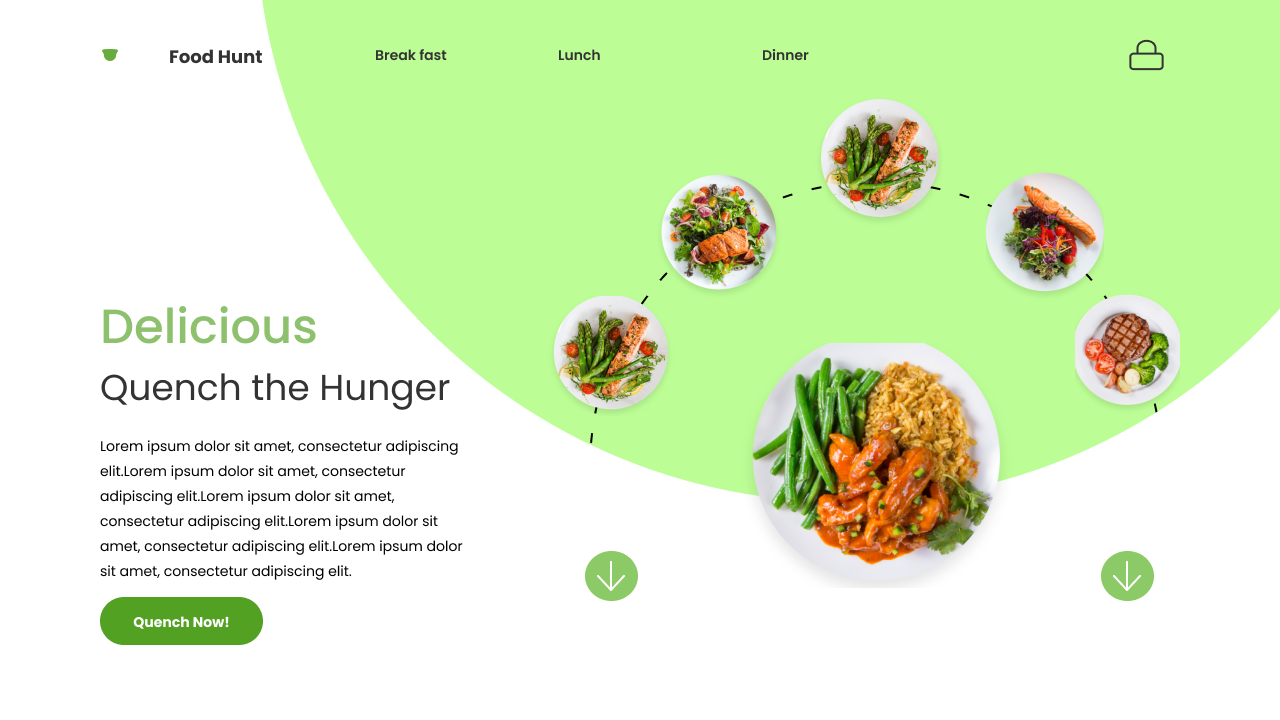 Food Hunt
Break fast
Lunch
Dinner
Delicious
Quench the Hunger
Lorem ipsum dolor sit amet, consectetur adipiscing
elit.Lorem ipsum dolor sit amet, consectetur
adipiscing elit.Lorem ipsum dolor sit amet,
consectetur adipiscing elit.Lorem ipsum dolor sit
amet, consectetur adipiscing elit.Lorem ipsum dolor
sit amet, consectetur adipiscing elit.
Quench Now!